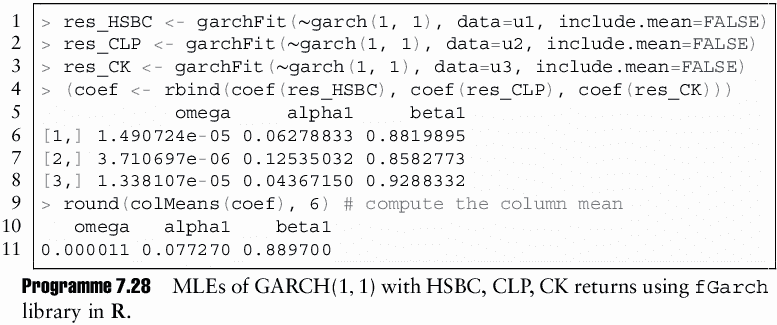 1 > res_HSBC <- garchFit(~garch(1, 1), data=u1, include.mean=FALSE)
2 > res_CLP <- garchFit(~garch(1, 1), data=u2, include.mean=FALSE)
3 > res_CK <- garchFit(~garch(1, 1), data=u3, include.mean=FALSE)
4 > (coef <- rbind(coef(res_HSBC), coef(res_CLP), coef(res_CK)))
5 omega alpha1 beta1
6 [1,] 1.490724e-05 0.06278833 0.8819895
7 [2,] 3.710697e-06 0.12535032 0.8582773
8 [3,] 1.338107e-05 0.04367150 0.9288332
9 > round(colMeans(coef), 6) # compute the column mean
10 omega alpha1 beta1
11 0.000011 0.077270 0.889700
Programme 7.28 MLEs of GARCH(1, 1) with HSBC, CLP, CK returns using fGarch
library in R.